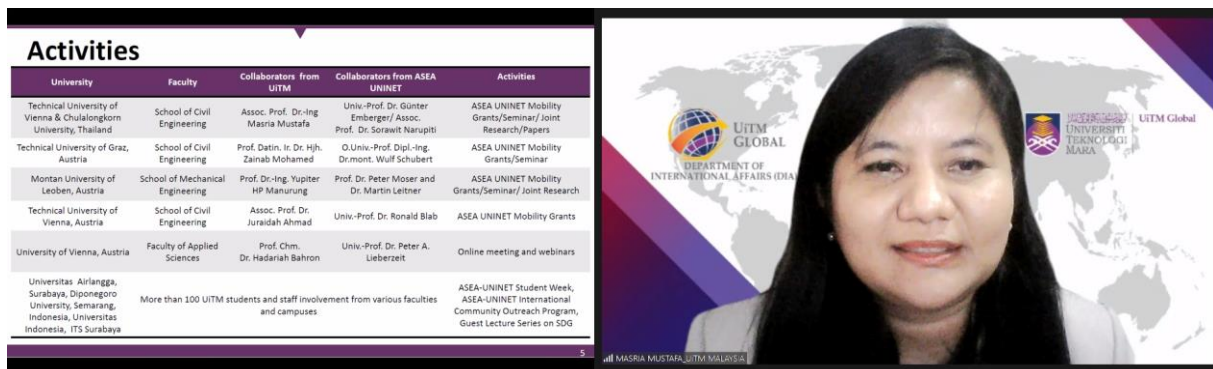 Activities
University
Faculty
Collaborators from
UiTM
Collaborators from ASEA
UNINET
Activities
Technical University of
Vienna & Chulalongkorn
University, Thailand
School of Civil
Engineering
Assoc. Prof. Dr.-Ing
Masria Mustafa
Univ.-Prof. Dr. Günter
Emberger/ Assoc.
Prof. Dr. Sorawit Narupiti
ASEA UNINET Mobility
Grants/Seminar/ Joint
Research/Papers
Technical University of Graz,
Austria
School of Civil
Engineering
Prof. Datin. Ir. Dr. Hjh.
Zainab Mohamed
O.Univ.-Prof. Dipl.-Ing.
Dr.mont. Wulf Schubert
ASEA UNINET Mobility
Grants/Seminar
Montan University of
Leoben, Austria
School of Mechanical
Engineering
Prof. Dr.-Ing. Yupiter
HP Manurung
Prof. Dr. Peter Moser and
Dr. Martin Leitner
ASEA UNINET Mobility
Grants/Seminar/ Joint Research
Technical University of
Vienna, Austria
School of Civil
Engineering
Assoc. Prof. Dr.
Juraidah Ahmad
Univ.-Prof. Dr. Ronald Blab
ASEA UNINET Mobility Grants
University of Vienna, Austria
Faculty of Applied
Sciences
Prof. Chm.
Dr. Hadariah Bahron
Univ.-Prof. Dr. Peter A.
Lieberzeit
Online meeting and webinars
Universitas Airlangga,
Surabaya, Diponegoro
University, Semarang,
Indonesia, Universitas
Indonesia, ITS Surabaya
More than 100 UiTM students and staff involvement from various faculties
and campuses
ASEA-UNINET Student Week,
ASEA-UNINET International
Community Outreach Program,
Guest Lecture Series on SDG
5
UiTM
GLOBAL
DEPARTMENT OF
INTERNATIONAL AFFAIRS (DIA)
UNIVERSITI
TEKNOLOGI
MARA
UiTM Global
MASRIA MUSTAFA_UiTM MALAYSIA